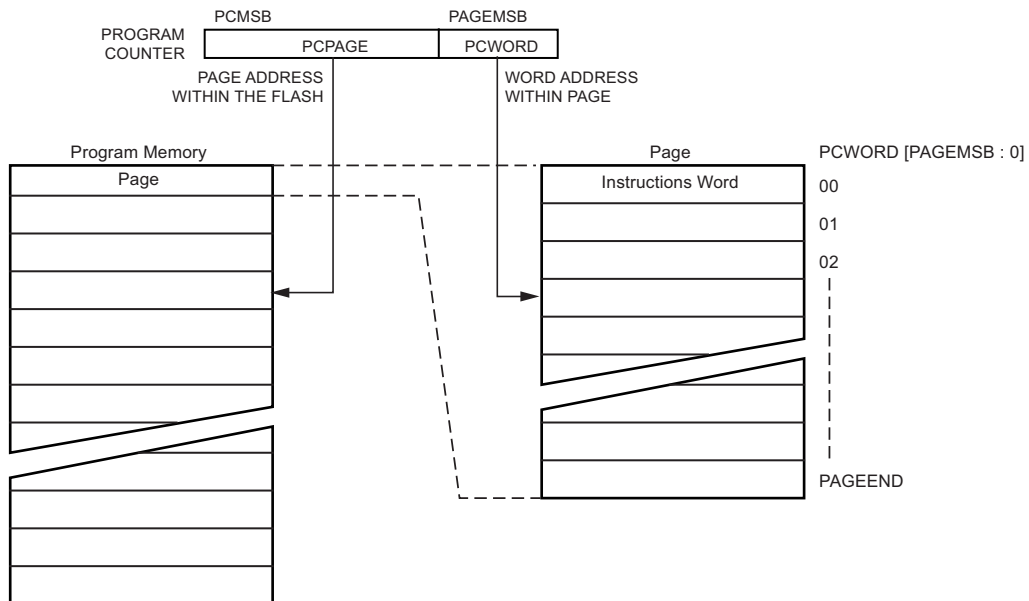 PCMSB
PAGEMSB
PROGRAM
COUNTER
PCPAGE
PCWORD
PAGE ADDRESS
WITHIN THE FLASH
WORD ADDRESS
WITHIN PAGE
Program Memory
Page
Page
PCWORD [PAGEMSB : 0]
Instructions Word
00
01
02
PAGEEND